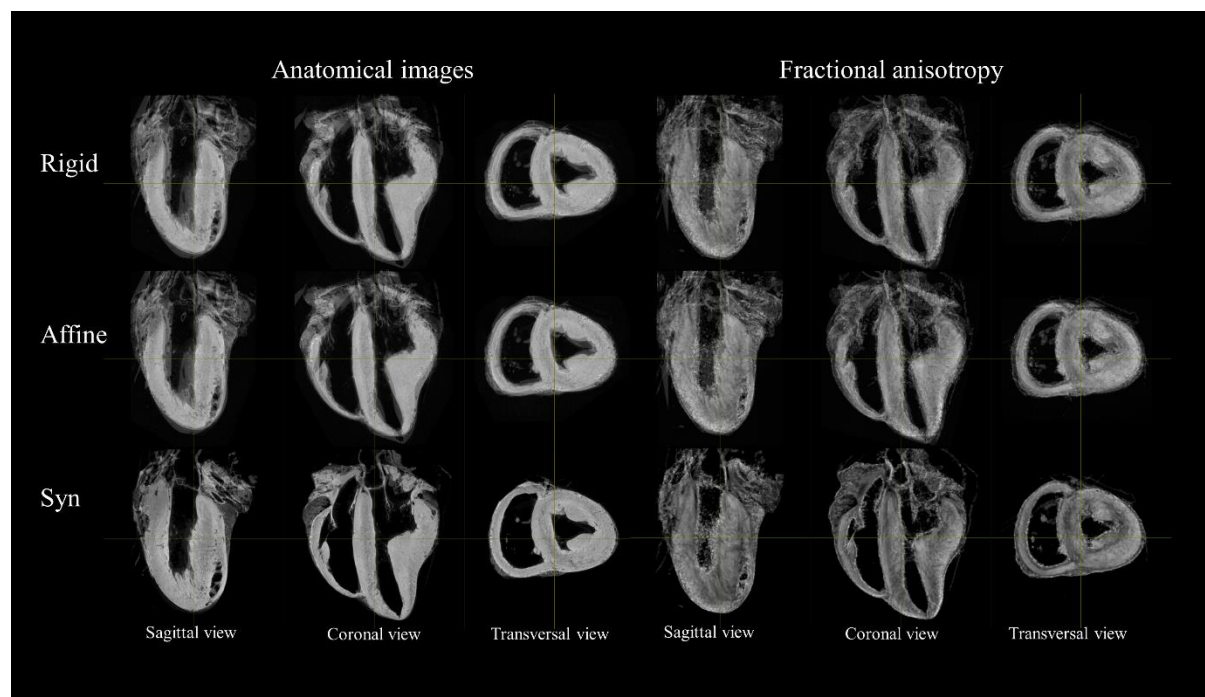 Anatomical images
Fractional anisotropy
Rigid
Affine
Syn
Sagittal view
Coronal view
Transversal view
Sagittal view
Coronal view
Transversal view